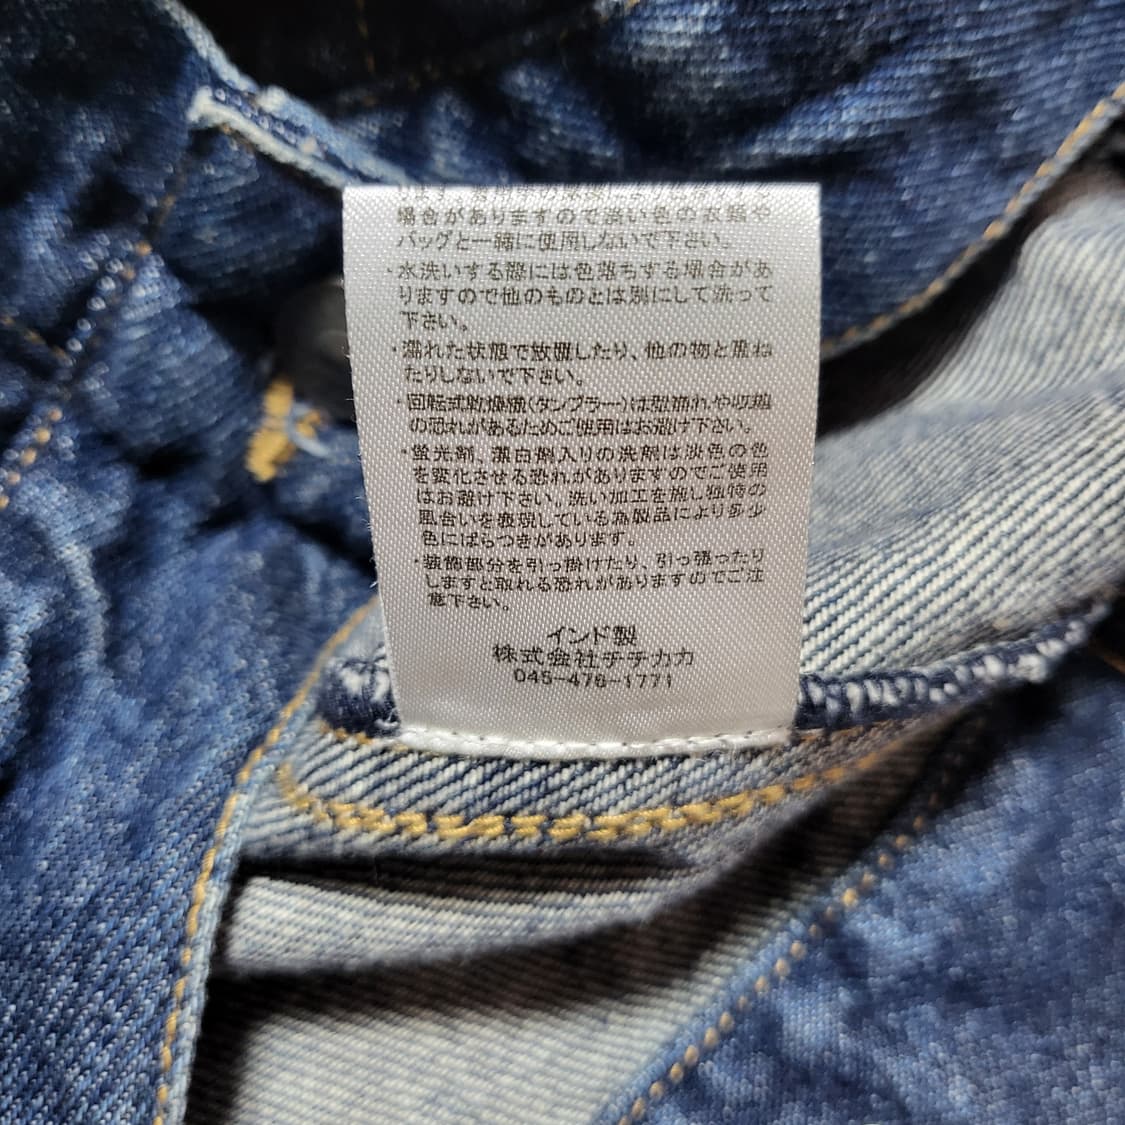 場合がありますので淡い色の衣類や
バッグと一緒に使用しないで下さい。
・水洗いする際には色落ちする場合があ
りますので他のものとは別にして洗って
下さい。
・濡れた状態で放置したり、他の物と重ね
たりしないで下さい。
・回転式乾燥機(タンブラー)は型崩れや収縮
の恐れがあるためご使用はお避け下さい。
・蛍光剤、漂白剤入りの洗剤は淡色の色
を変化させる恐れがありますのでご使用
はお避け下さい。洗い加工を施し独特の
風合いを表現している為製品により多少
色にばらつきがあります。
・装飾部分を引っ掛けたり、引っ張ったり
しますと取れる恐れがありますのでご注
意下さい。
インド製
株式会社チチカカ
045-476-1771